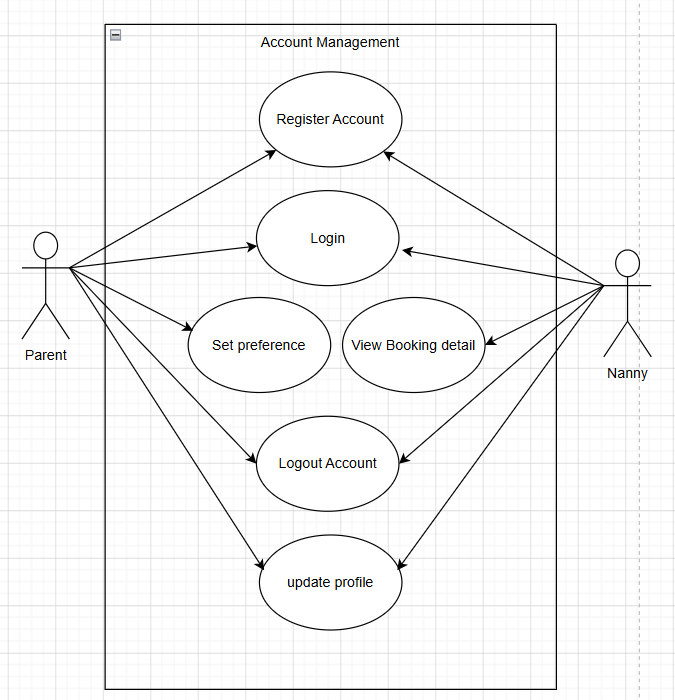 Account Management
Register Account
Login
Set preference
View Booking detail
Parent
Nanny
Logout Account
update profile